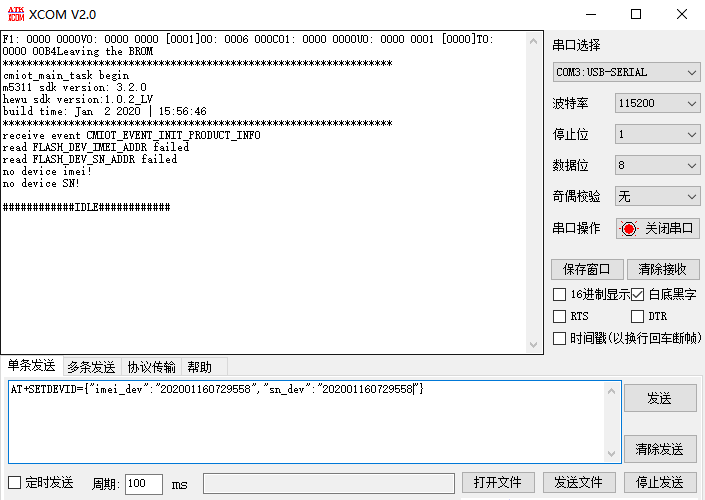 ATK XCOM XCOM V2.0
F1: 0000 0000V0: 0000 0000 [0001]00: 0006 000C01: 0000 0000U0: 0000 0001 [0000]T0:
0000 00B4Leaving the BROM
*****************************************************************
cmiot_main_task begin
m5311 sdk version: 3.2.0
hewu sdk version:1.0.2_LV
build time: Jan  2 2020 | 15:56:46
*****************************************************************
receive event CMIOT_EVENT_INIT_PRODUCT_INFO
read FLASH_DEV_IMEI_ADDR failed
read FLASH_DEV_SN_ADDR failed
no device imei!
no device SN!
############IDLE############
串口选择
COM3:USB-SERIAL
波特率 115200
停止位 1
数据位 8
奇偶校验 无
串口操作 关闭串口
保存窗口 清除接收
16进制显示 白底黑字
RTS DTR
时间戳(以换行回车断帧)
单条发送 多条发送 协议传输 帮助
AT+SETDEVID={"imei_dev":"202001160729558","sn_dev":"202001160729558"}
发送
清除发送
定时发送 周期: 100 ms 打开文件 发送文件 停止发送